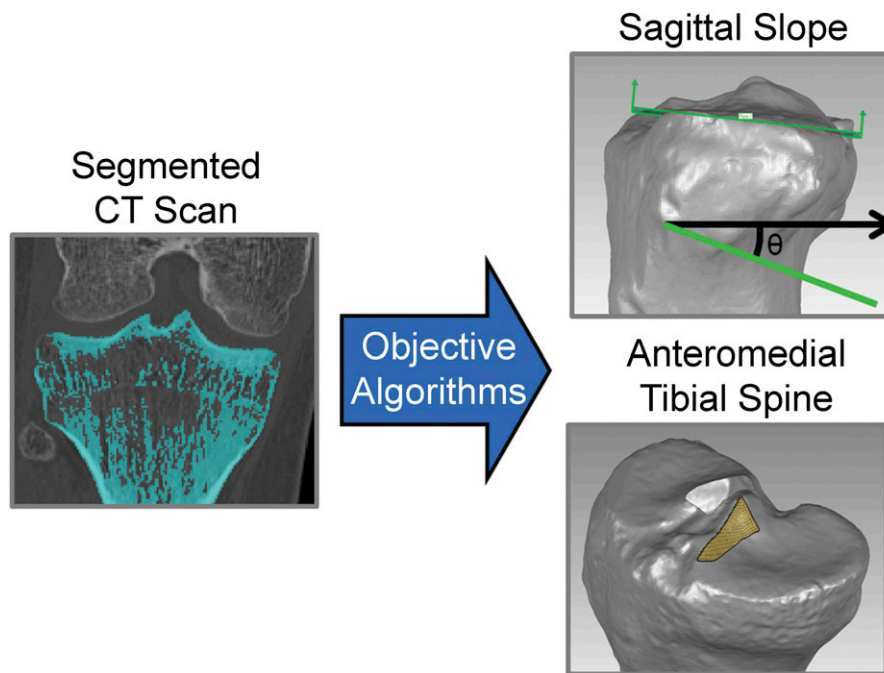 Segmented
CT Scan
Objective
Algorithms
Sagittal Slope
θ
Anteromedial
Tibial Spine